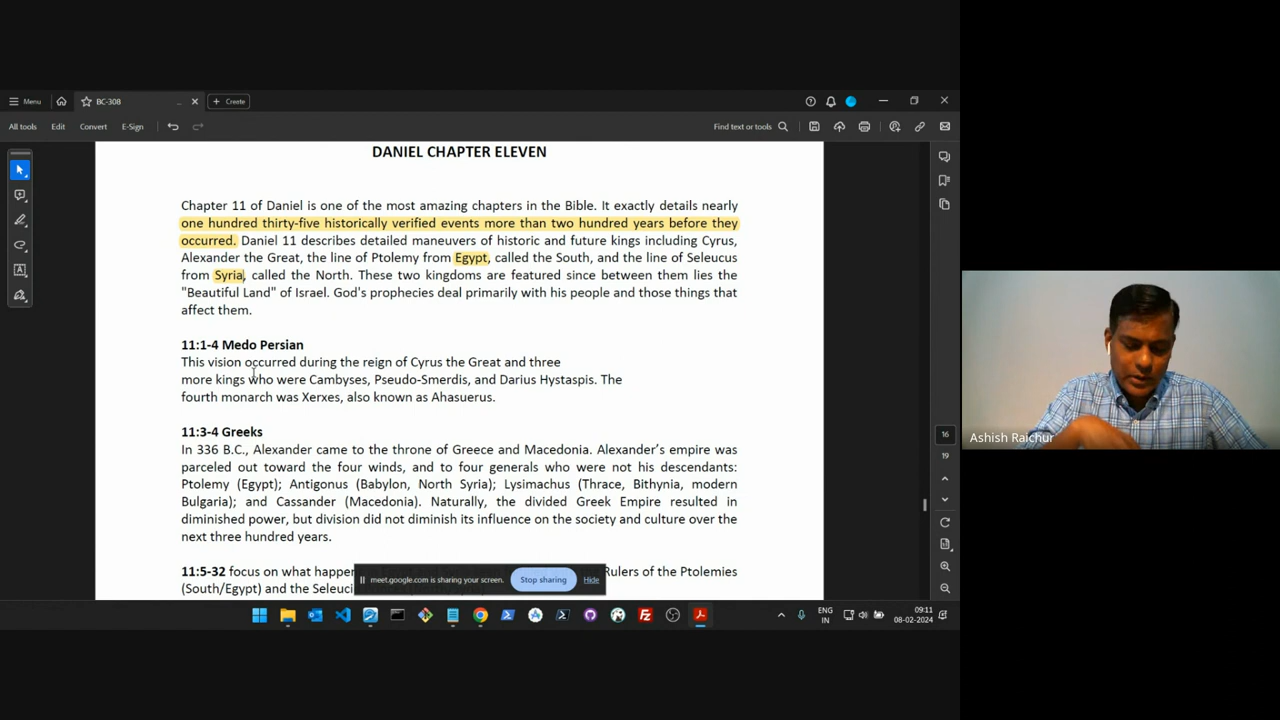 Menu
BC-308
Create
All tools
Edit
Convert
E-Sign
Find text or tools
DANIEL CHAPTER ELEVEN
Chapter 11 of Daniel is one of the most amazing chapters in the Bible. It exactly details nearly
one hundred thirty-five historically verified events more than two hundred years before they
occurred. Daniel 11 describes detailed maneuvers of historic and future kings including Cyrus,
Alexander the Great, the line of Ptolemy from Egypt, called the South, and the line of Seleucus
from Syria, called the North. These two kingdoms are featured since between them lies the
"Beautiful Land" of Israel. God's prophecies deal primarily with his people and those things that
affect them.
11:1-4 Medo Persian
This vision occurred during the reign of Cyrus the Great and three
more kings who were Cambyses, Pseudo-Smerdis, and Darius Hystaspis. The
fourth monarch was Xerxes, also known as Ahasuerus.
11:3-4 Greeks
In 336 B.C., Alexander came to the throne of Greece and Macedonia. Alexander's empire was
parceled out toward the four winds, and to four generals who were not his descendants:
Ptolemy (Egypt); Antigonus (Babylon, North Syria); Lysimachus (Thrace, Bithynia, modern
Bulgaria); and Cassander (Macedonia). Naturally, the divided Greek Empire resulted in
diminished power, but division did not diminish its influence on the society and culture over the
next three hundred years.
11:5-32 focus on what happen Rulers of the Ptolemies
(South/Egypt) and the Seleuci
meet.google.com is sharing your screen.
Stop sharing
Hide
16
19
ENG
IN
09:11
08-02-2024
Ashish Raichur